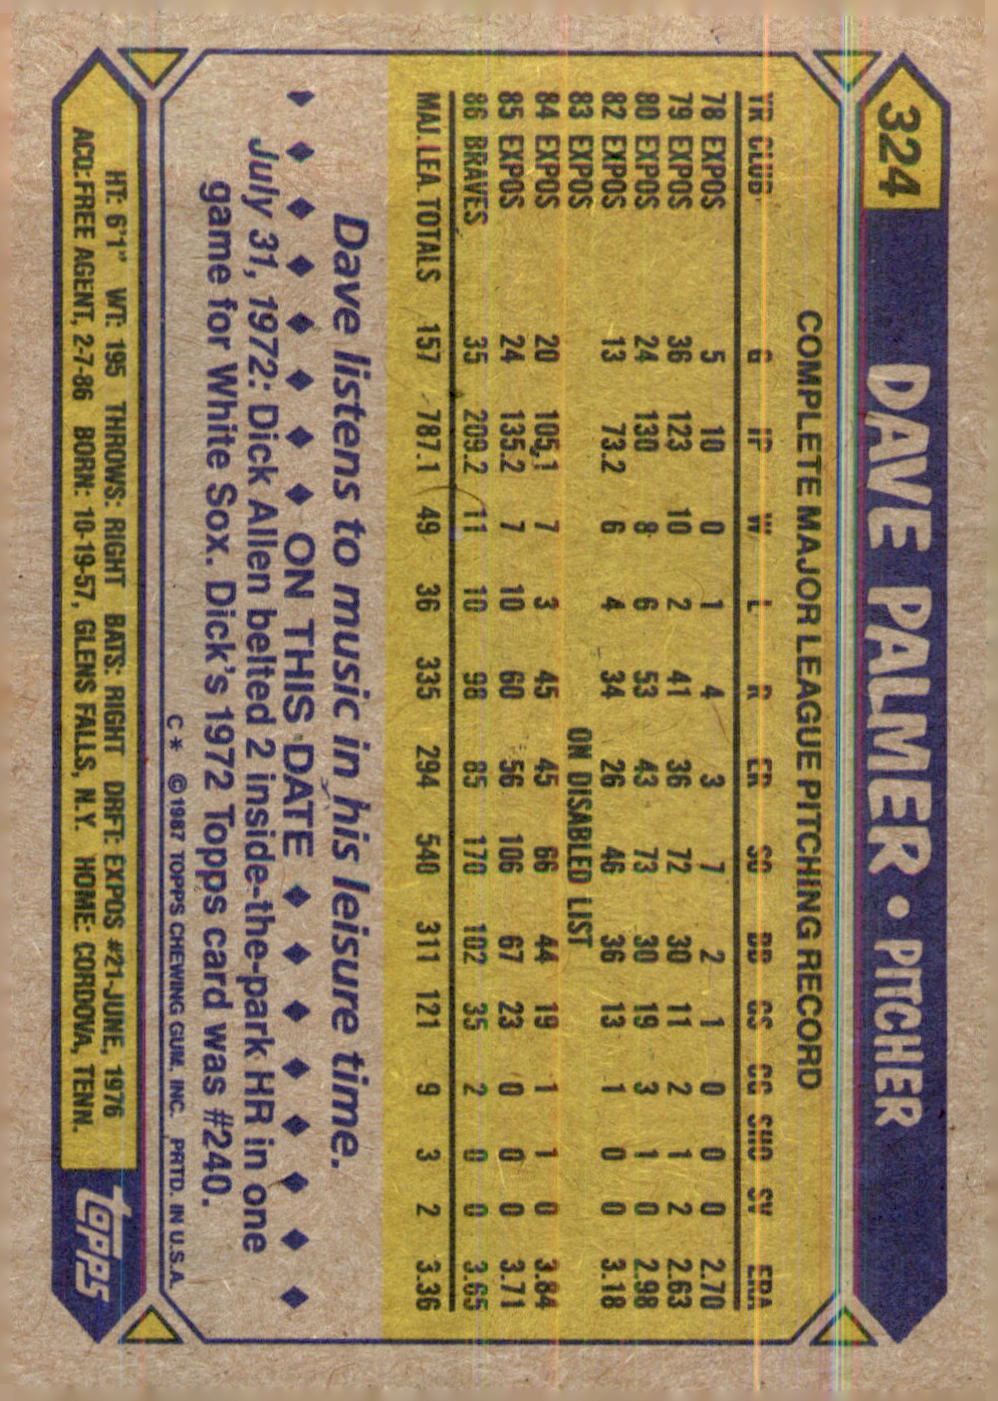 324 DAVE PALMER • PITCHER
COMPLETE MAJOR LEAGUE PITCHING RECORD
YR CLUB G IP W L R ER SO BB GS CG SHO SV ERA
78 EXPOS 5 10 0 1 4 3 7 2 1 0 0 0 2.70
79 EXPOS 36 123 10 2 41 36 72 30 11 2 1 2 2.63
80 EXPOS 24 130 8 6 53 43 73 30 19 3 1 0 2.98
82 EXPOS 13 73.2 6 4 34 26 46 36 13 1 0 0 3.18
83 EXPOS ON DISABLED LIST
84 EXPOS 20 105.1 7 3 45 45 66 44 19 1 1 0 3.84
85 EXPOS 24 135.2 7 10 60 56 106 67 23 0 0 0 3.71
86 BRAVES 35 209.2 11 10 98 85 170 102 35 2 0 0 3.65
MAJ. LEA. TOTALS 157 787.1 49 36 335 294 540 311 121 9 3 2 3.36
Dave listens to music in his leisure time.
♦ ♦ ♦ ♦ ♦ ♦ ♦ ♦ ON THIS DATE ♦ ♦ ♦ ♦ ♦ ♦ ♦ ♦
July 31, 1972: Dick Allen belted 2 inside-the-park HR in one
game for White Sox. Dick's 1972 Topps card was #240.
C* ©1987 TOPPS CHEWING GUM, INC. PRTD. IN U.S.A.
HT: 6'1" WT: 195 THROWS: RIGHT BATS: RIGHT DRFT: EXPOS #21-JUNE, 1976
ACQ: FREE AGENT, 2-7-86 BORN: 10-19-57, GLENS FALLS, N.Y. HOME: CORDOVA, TENN.
topps